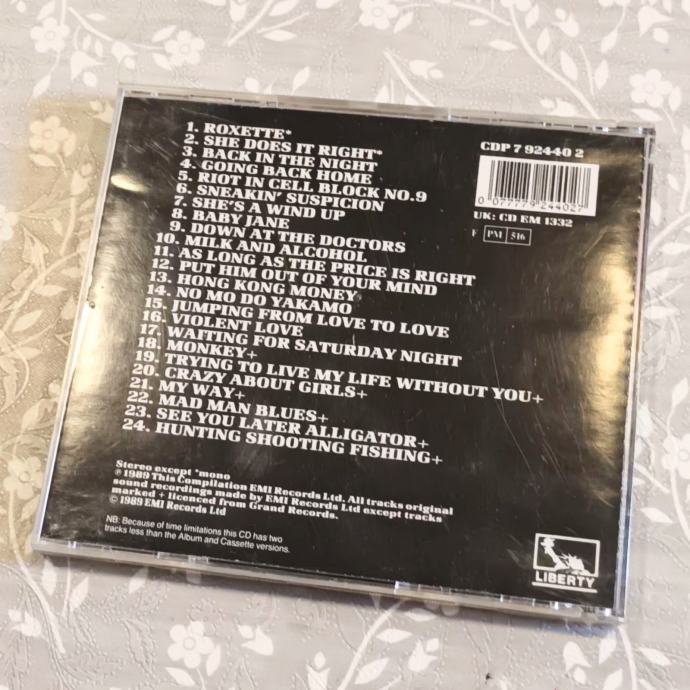 1. ROXETTE*
2. SHE DOES IT RIGHT*
3. BACK IN THE NIGHT
4. GOING BACK HOME
5. RIOT IN CELL BLOCK NO.9
6. SNEAKIN' SUSPICION
7. SHE'S A WIND UP
8. BABY JANE
9. DOWN AT THE DOCTORS
10. MILK AND ALCOHOL
11. AS LONG AS THE PRICE IS RIGHT
12. PUT HIM OUT OF YOUR MIND
13. HONG KONG MONEY
14. NO MO DO YAKAMO
15. JUMPING FROM LOVE TO LOVE
16. VIOLENT LOVE
17. WAITING FOR SATURDAY NIGHT
18. MONKEY+
19. TRYING TO LIVE MY LIFE WITHOUT YOU+
20. CRAZY ABOUT GIRLS+
21. MY WAY+
22. MAD MAN BLUES+
23. SEE YOU LATER ALLIGATOR+
24. HUNTING SHOOTING FISHING+
CDP 7 92440 2
0 077779 244027
UK: CD EM 1332
F PM 516
Stereo except *mono
℗ 1989 This Compilation EMI Records Ltd. All tracks original
sound recordings made by EMI Records Ltd except tracks
marked + licenced from Grand Records.
© 1989 EMI Records Ltd
NB: Because of time limitations this CD has two
tracks less than the Album and Cassette versions.
LIBERTY